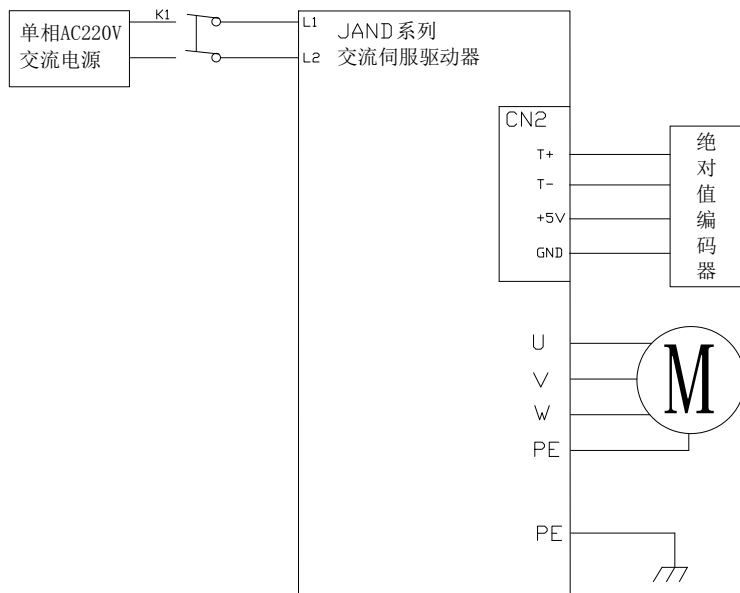 单相AC220V
交流电源
K1
L1
L2
JAND系列
交流伺服驱动器
CN2
T+
T-
+5V
GND
绝
对
值
编
码
器
U
V
W
PE
M
PE